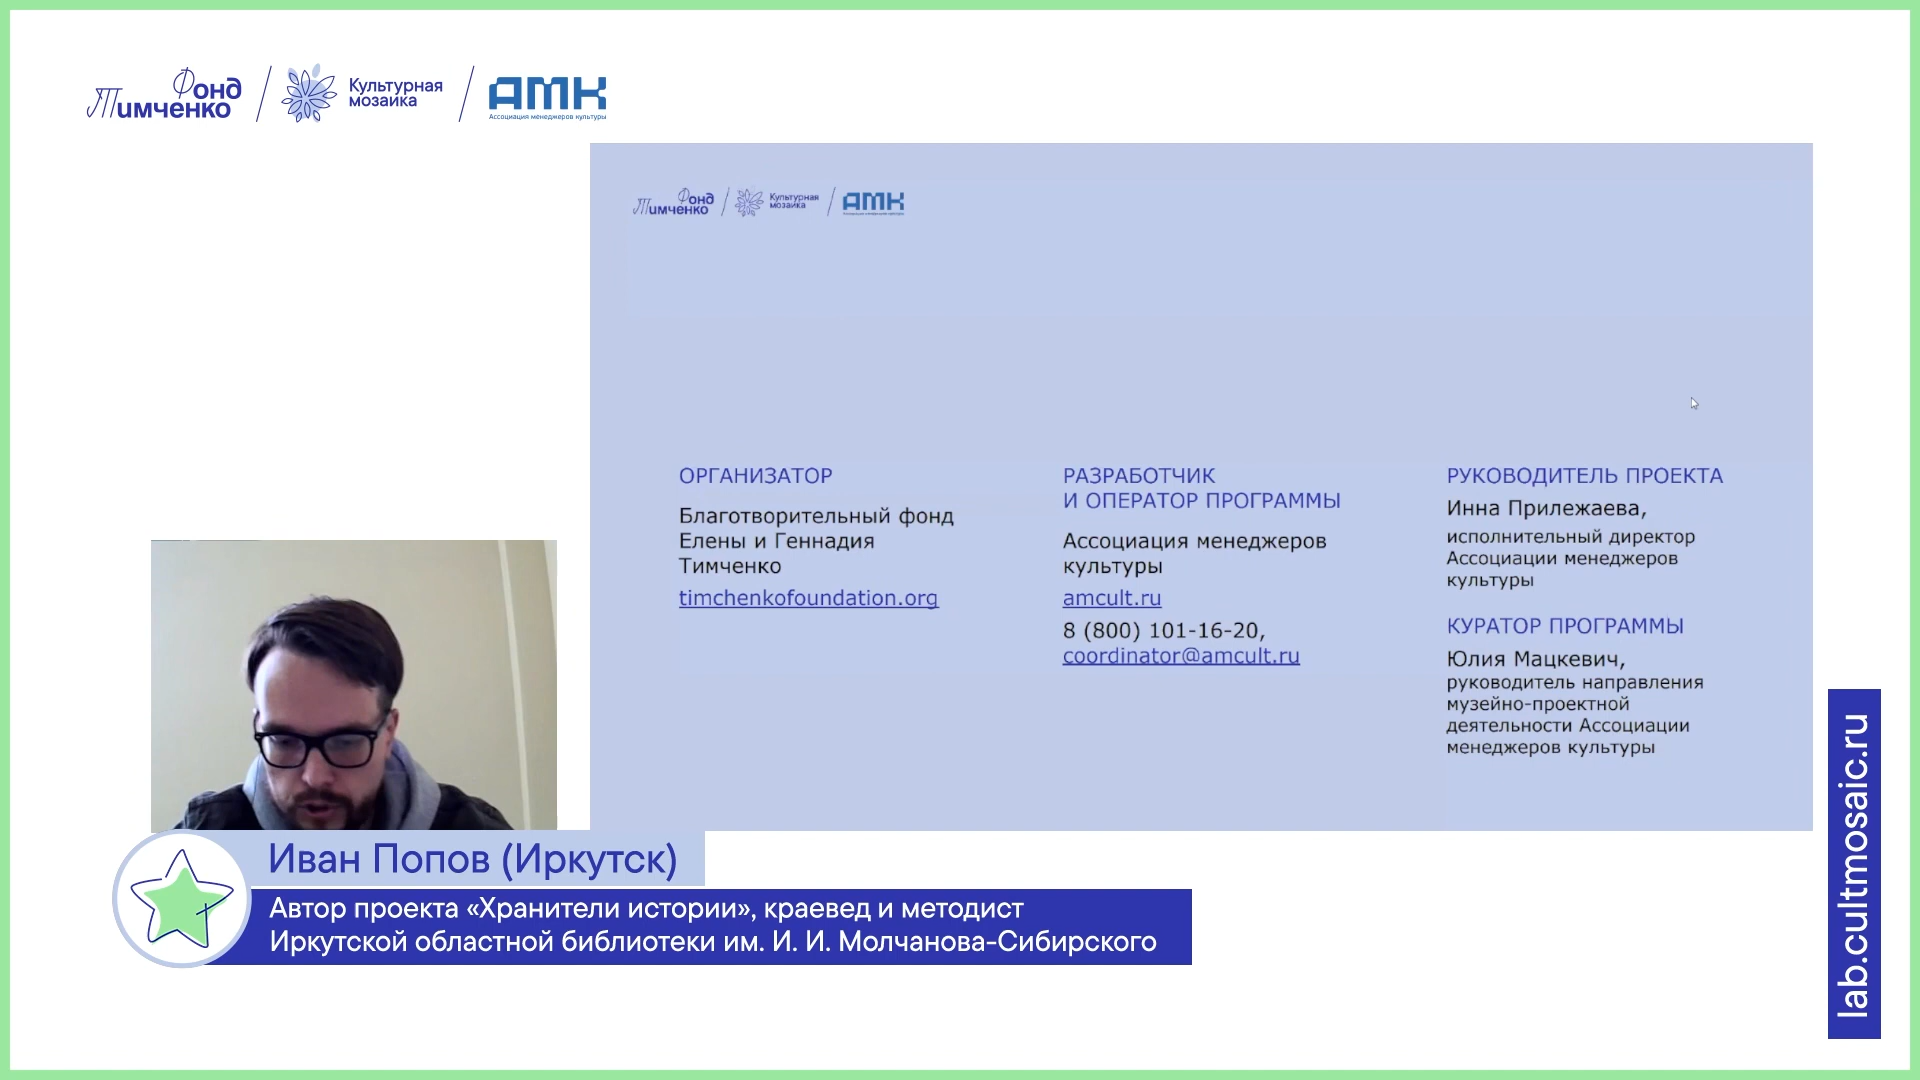 Фонд
Тимченко
Культурная
мозаика
АМК
Ассоциация менеджеров культуры
Фонд
Тимченко
Культурная
мозаика
АМК
ОРГАНИЗАТОР
Благотворительный фонд
Елены и Геннадия
Тимченко
timchenkofoundation.org
РАЗРАБОТЧИК
И ОПЕРАТОР ПРОГРАММЫ
Ассоциация менеджеров
культуры
amcult.ru
8 (800) 101-16-20,
coordinator@amcult.ru
РУКОВОДИТЕЛЬ ПРОЕКТА
Инна Прилежаева,
исполнительный директор
Ассоциации менеджеров
культуры
КУРАТОР ПРОГРАММЫ
Юлия Мацкевич,
руководитель направления
музейно-проектной
деятельности Ассоциации
менеджеров культуры
Иван Попов (Иркутск)
Автор проекта «Хранители истории», краевед и методист
Иркутской областной библиотеки им. И. И. Молчанова-Сибирского
lab.cultmosaic.ru